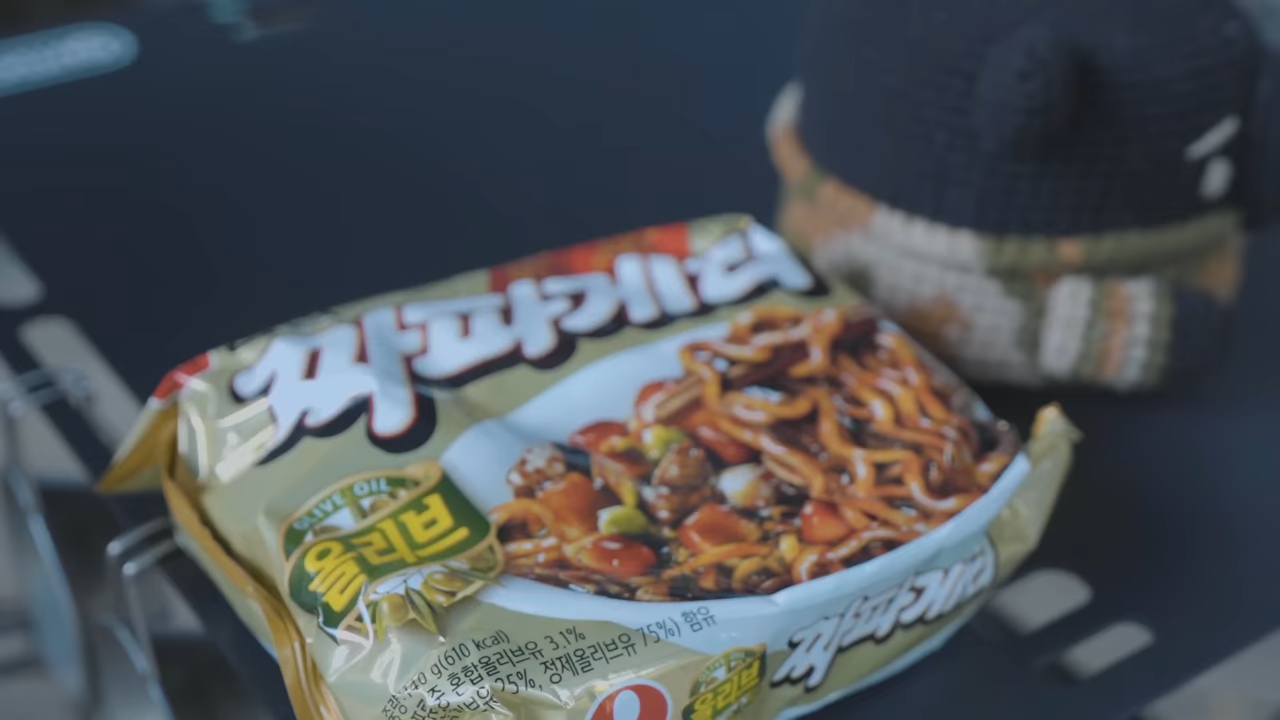 짜파게티
OLIVE OIL
올리브
g(610 kcal)
혼합올리브유 3.1%
25%, 정제올리브유 75%) 함유
올리브
짜파게티